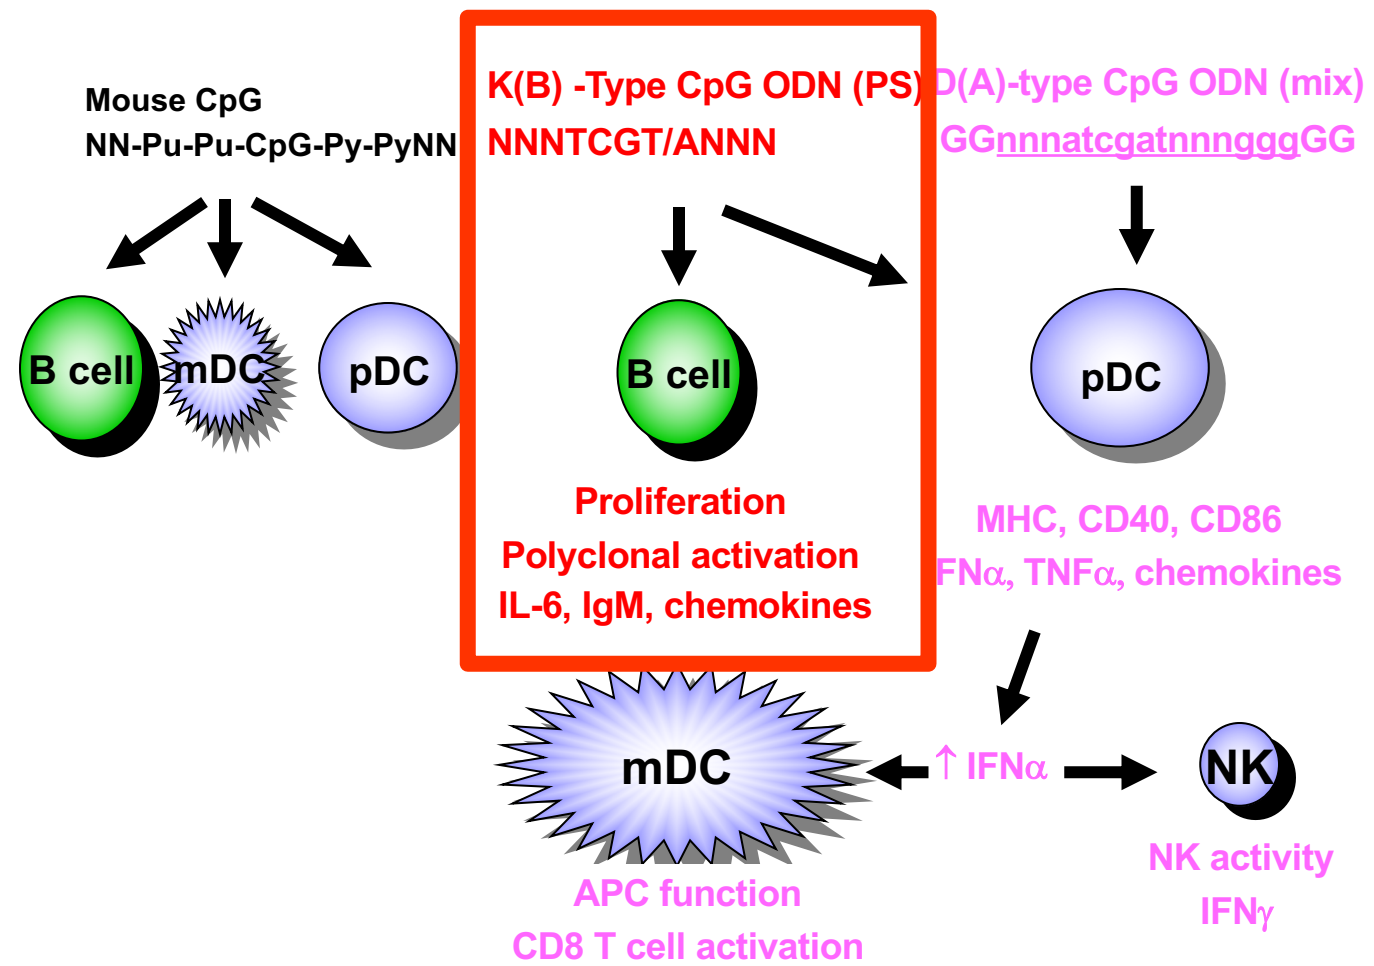 Mouse CpG
NN-Pu-Pu-CpG-Py-PyNN
K(B) -Type CpG ODN (PS)
NNNTCGT/ANNN
D(A)-type CpG ODN (mix)
GGnnnatcgatnnngggGG
B cell
mDC
pDC
B cell
pDC
Proliferation
Polyclonal activation
IL-6, IgM, chemokines
MHC, CD40, CD86
FNα, TNFα, chemokines
mDC
↑ IFNα
NK
APC function
CD8 T cell activation
NK activity
IFNγ